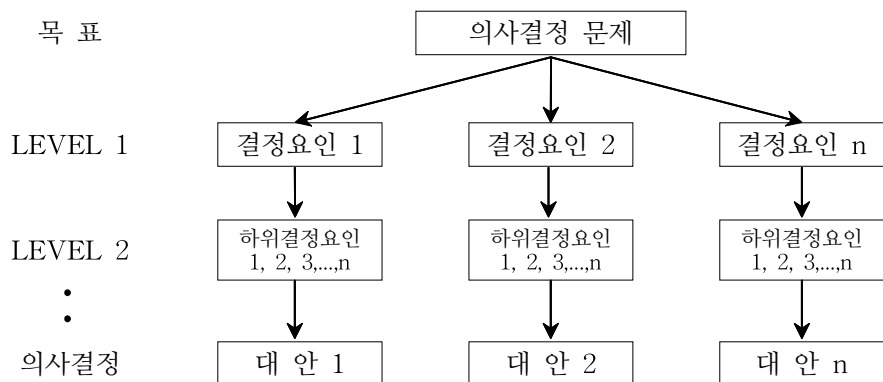 목 표
의사결정 문제
LEVEL 1
결정요인 1
결정요인 2
결정요인 n
LEVEL 2
하위결정요인
1, 2, 3,...,n
하위결정요인
1, 2, 3,...,n
하위결정요인
1, 2, 3,...,n
의사결정
대 안 1
대 안 2
대 안 n